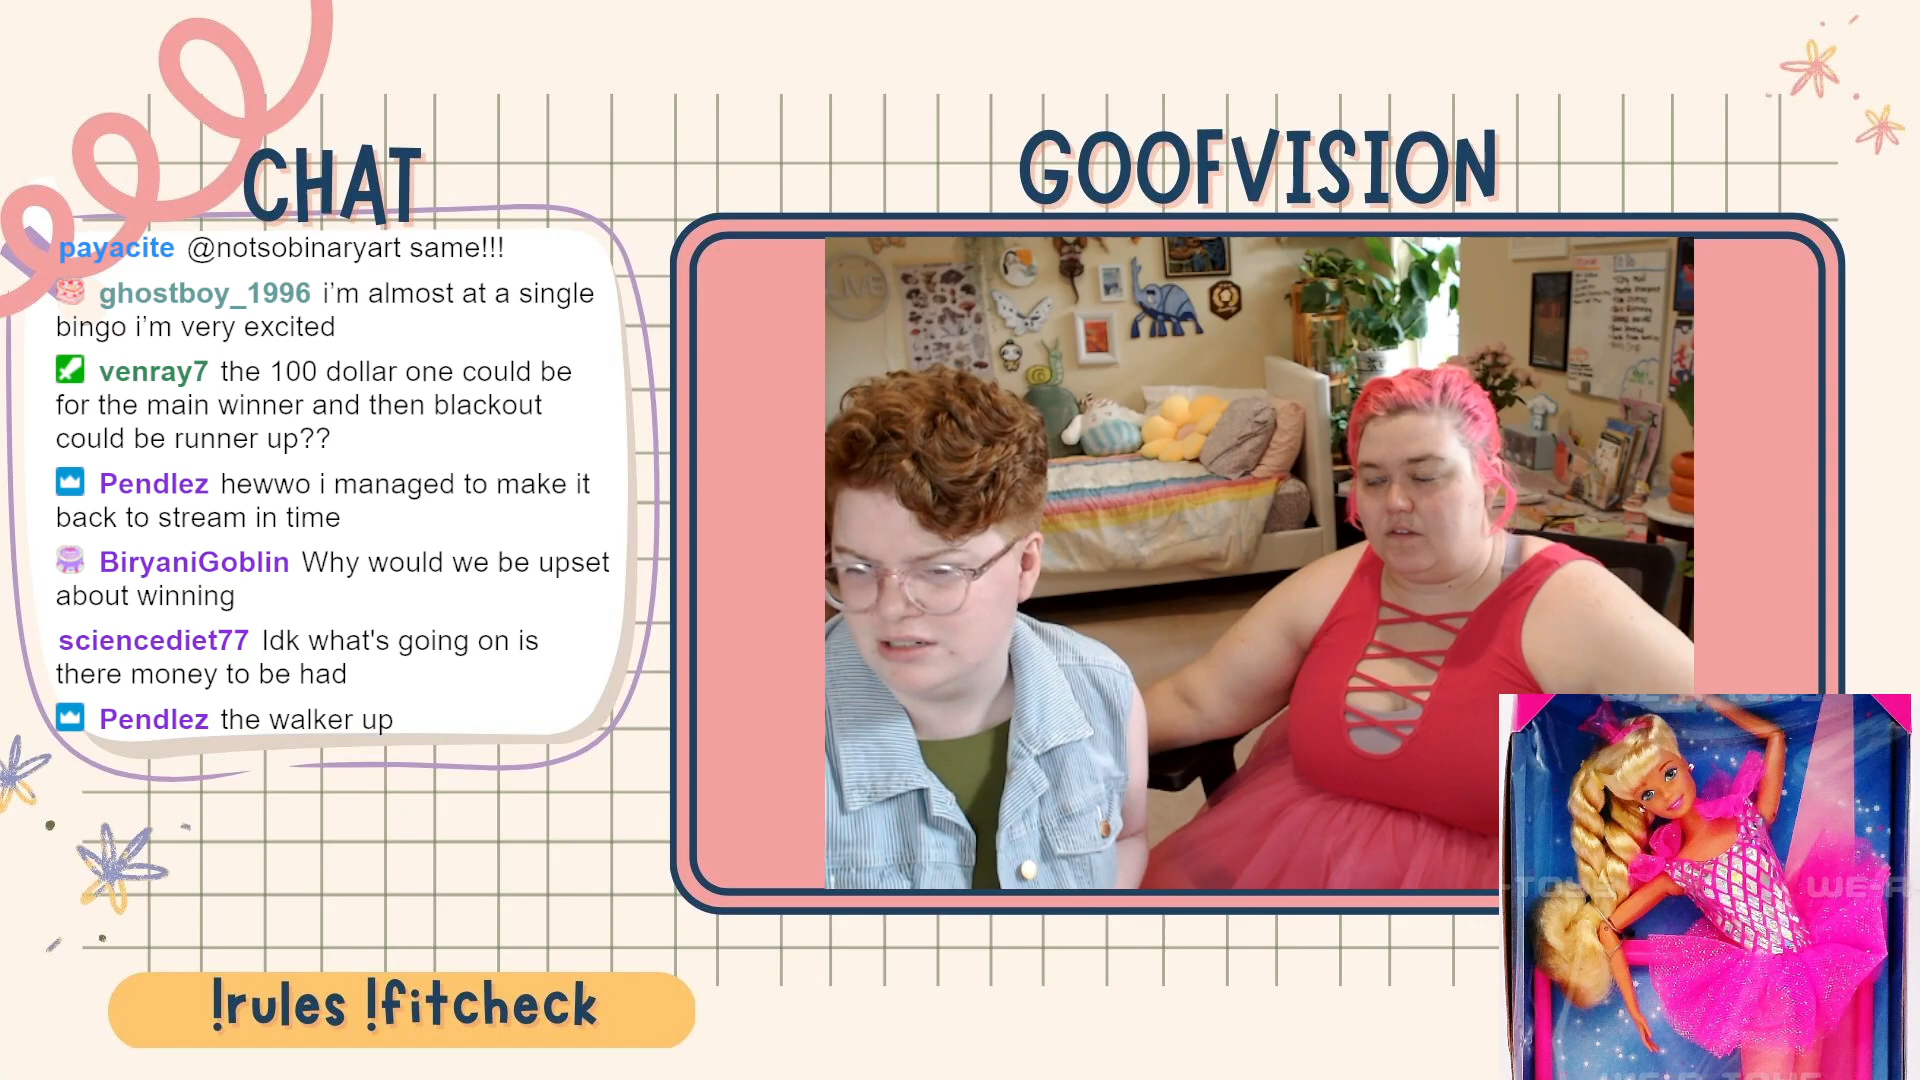 CHAT
GOOFVISION
payacite @notsobinaryart same!!!
ghostboy_1996 i’m almost at a single
bingo i’m very excited
venray7 the 100 dollar one could be
for the main winner and then blackout
could be runner up??
Pendlez hewwo i managed to make it
back to stream in time
BiryaniGoblin Why would we be upset
about winning
sciencediet77 Idk what's going on is
there money to be had
Pendlez the walker up
!rules !fitcheck
LIVE
To Do